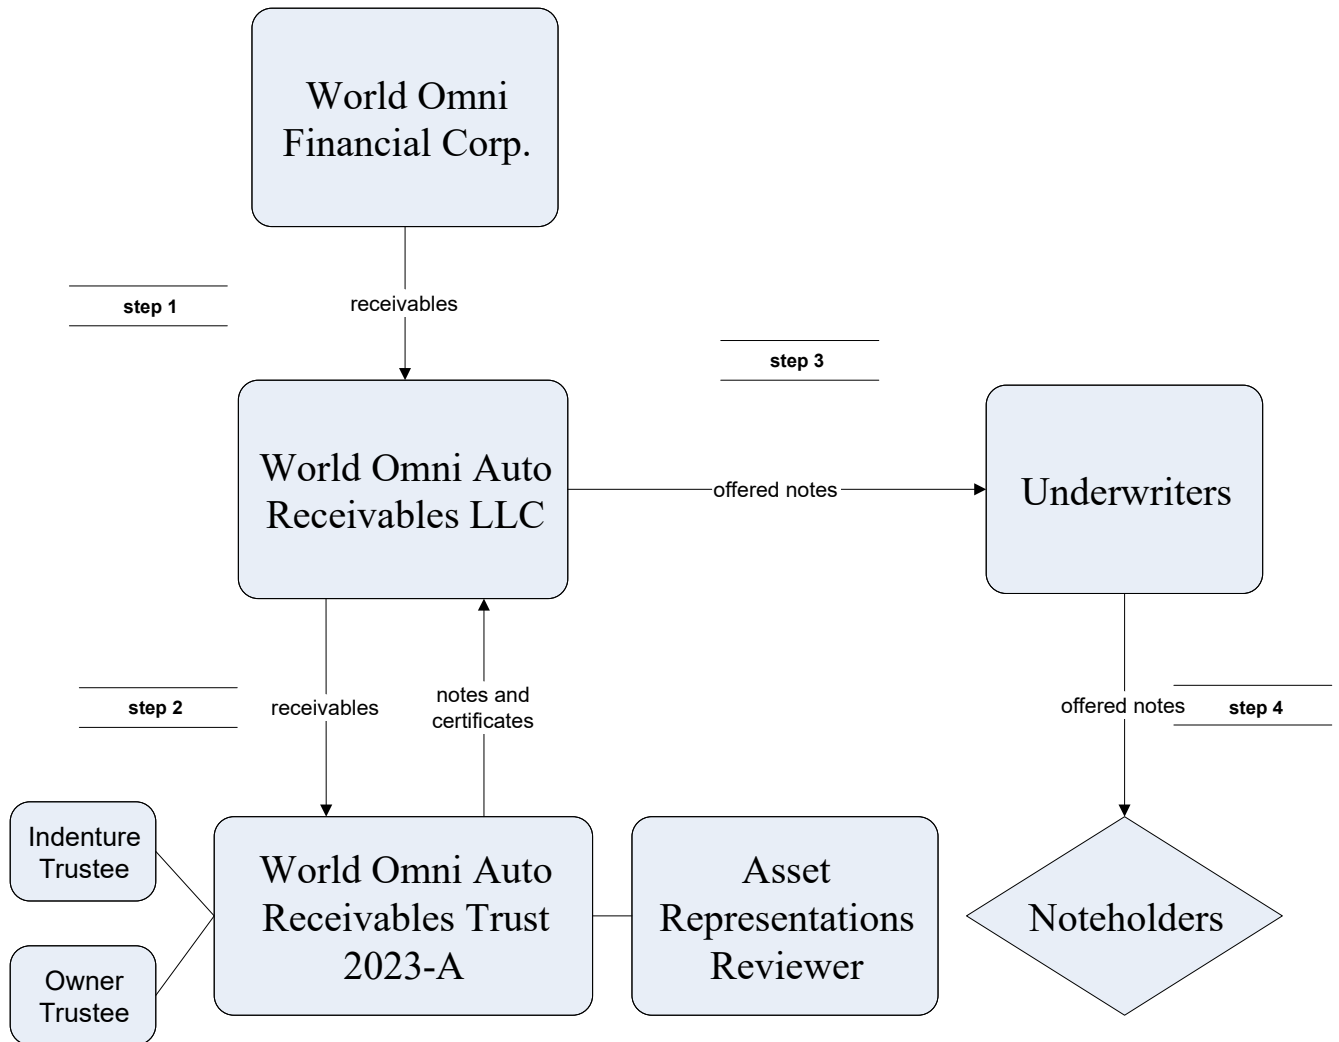 World Omni
Financial Corp.
step 1
receivables
step 3
World Omni Auto
Receivables LLC
offered notes
Underwriters
step 2
receivables
notes and
certificates
offered notes
step 4
Indenture
Trustee
Owner
Trustee
World Omni Auto
Receivables Trust
2023-A
Asset
Representations
Reviewer
Noteholders